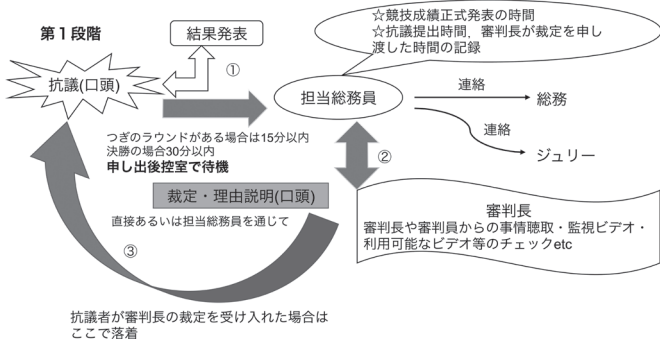 第1段階
結果発表
抗議(口頭)
①
☆競技成績正式発表の時間
☆抗議提出時間，審判長が裁定を申し
渡した時間の記録
担当総務員
連絡
総務
連絡
ジュリー
つぎのラウンドがある場合は15分以内
決勝の場合30分以内
申し出後控室で待機
②
裁定・理由説明(口頭)
直接あるいは担当総務員を通じて
審判長
審判長や審判員からの事情聴取・監視ビデオ・
利用可能なビデオ等のチェックetc
③
抗議者が審判長の裁定を受け入れた場合は
ここで落着